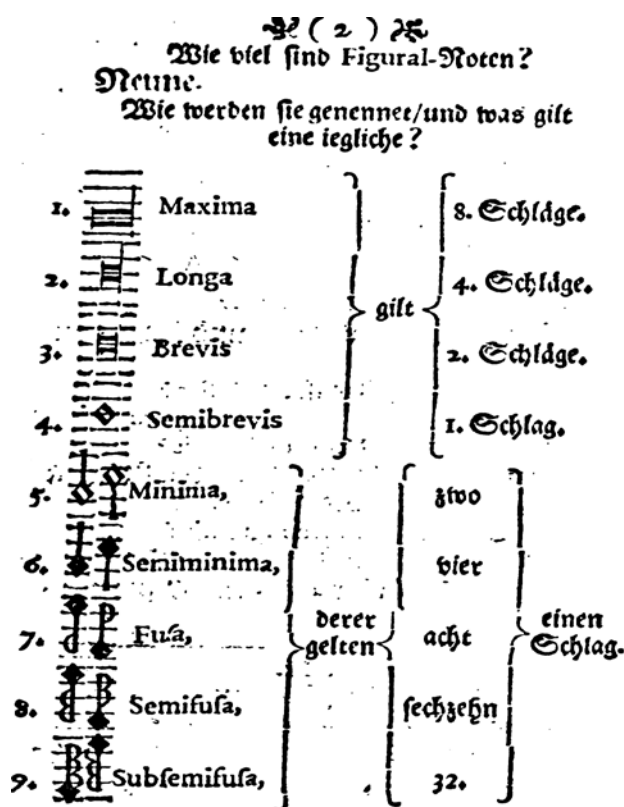 ( 2 )
Wie viel ſind Figural-Noten?
Neune.
Wie werden ſie genennet/und was gilt
eine iegliche?
1. Maxima 8. Schläge.
2. Longa 4. Schläge.
gilt
3. Brevis 2. Schläge.
4. Semibrevis 1. Schlag.
5. Minima, zwo
6. Semiminima, vier
7. Fuſa, derer gelten acht einen Schlag.
8. Semifuſa, ſechzehn
9. Subſemifuſa, 32.